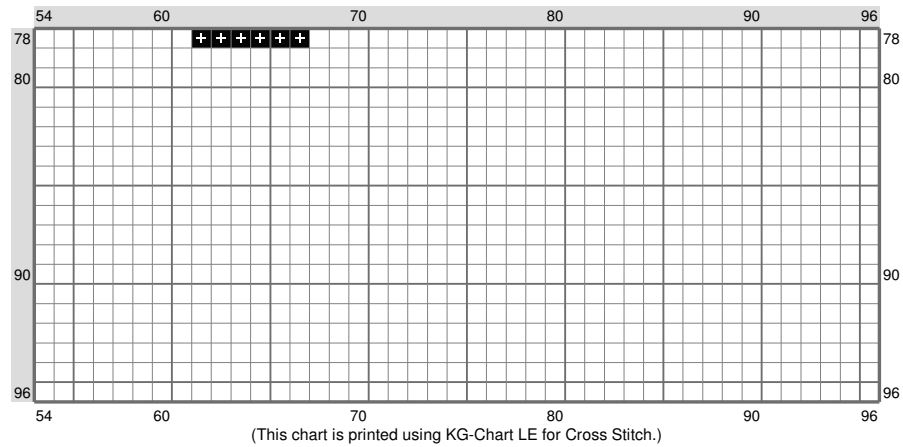 54 60 70 80 90 96
78 + + + + + + 78
80 80
90 90
96 96
54 60 70 80 90 96
(This chart is printed using KG-Chart LE for Cross Stitch.)